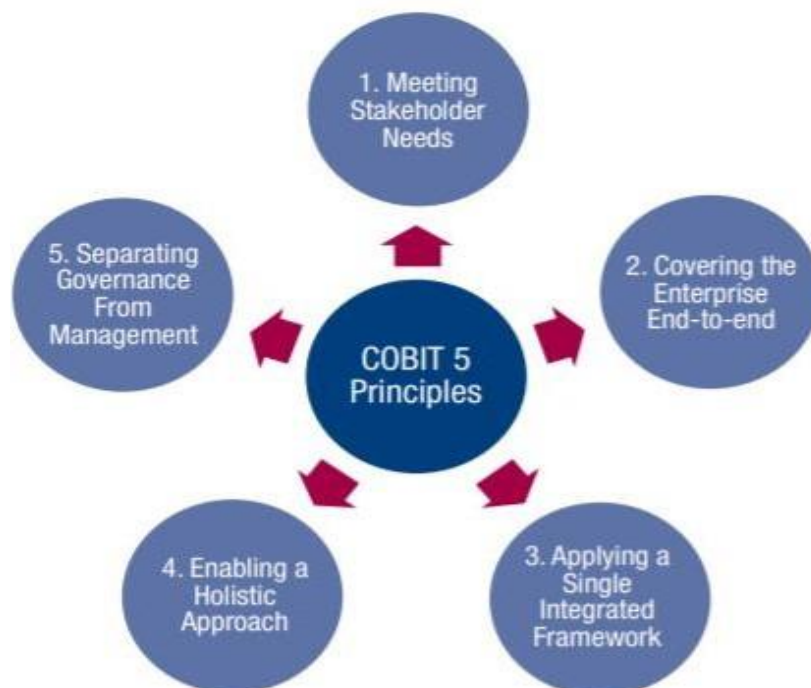 1. Meeting
Stakeholder
Needs
5. Separating
Governance
From
Management
2. Covering the
Enterprise
End-to-end
COBIT 5
Principles
4. Enabling a
Holistic
Approach
3. Applying a
Single
Integrated
Framework